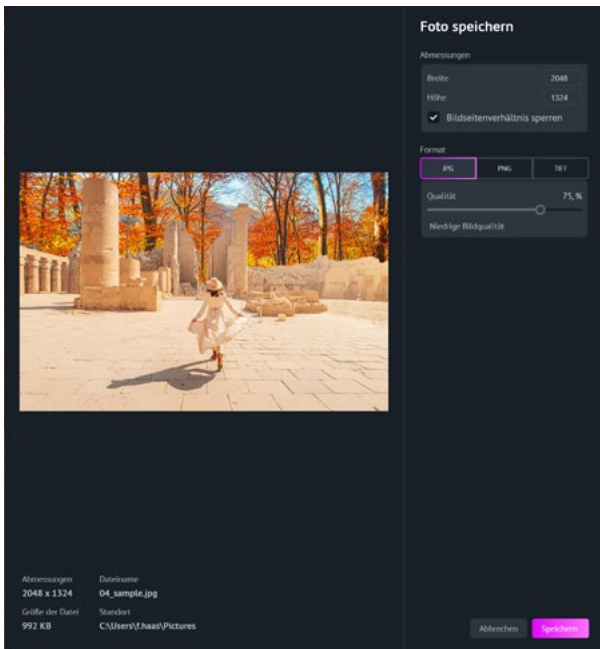 Foto speichern
Abmessungen
Breite 2048
Höhe 1324
Bildseitenverhältnis sperren
Format
JPG PNG TIFF
Qualität 75, %
Niedrige Bildqualität
Abmessungen Dateiname
2048 x 1324 04_sample.jpg
Größe der Datei Standort
992 KB C:\Users\f.haas\Pictures
Abbrechen Speichern